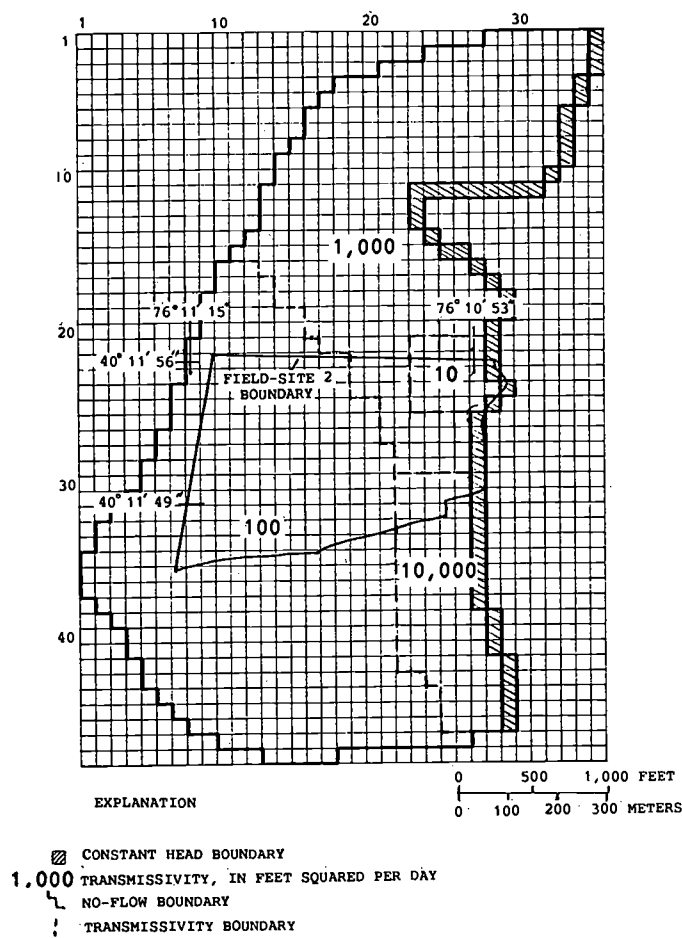 1 10 20 30
1
10
1,000
76° 11' 15" 76° 10' 53"
20
40° 11' 56"
FIELD-SITE 2
BOUNDARY
10
30
40° 11' 49"
100
10,000
40
0 500 1,000 FEET
0 100 200 300 METERS
EXPLANATION
CONSTANT HEAD BOUNDARY
1,000 TRANSMISSIVITY, IN FEET SQUARED PER DAY
NO-FLOW BOUNDARY
TRANSMISSIVITY BOUNDARY